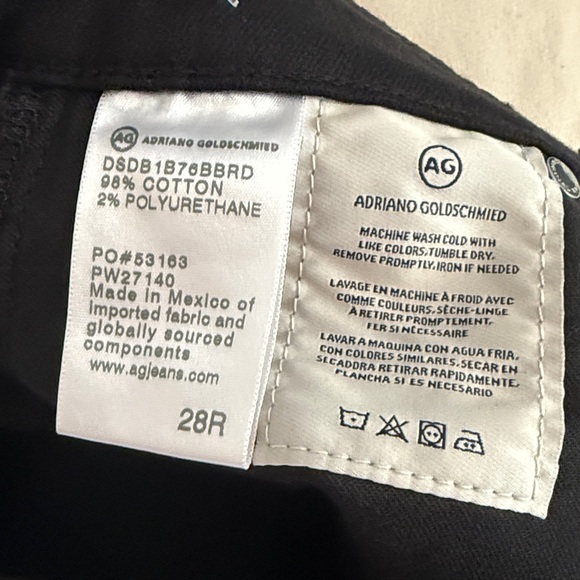 AG ADRIANO GOLDSCHMIED
DSDB1B76BBRD
98% COTTON
2% POLYURETHANE
PO#53163
PW27140
Made in Mexico of
imported fabric and
globally sourced
components
www.agjeans.com
28R
AG
ADRIANO GOLDSCHMIED
MACHINE WASH COLD WITH
LIKE COLORS,TUMBLE DRY,
REMOVE PROMPTLY,IRON IF NEEDED
LAVAGE EN MACHINE À FROID AVEC
COMME COULEURS, SÈCHE-LINGE
À RETIRER PROMPTEMENT,
FER SI NÉCESSAIRE
LAVAR A MAQUINA CON AGUA FRIA,
CON COLORES SIMILARES, SECAR EN
SECADORA RETIRAR RAPIDAMENTE,
PLANCHA SI ES NECESARIO